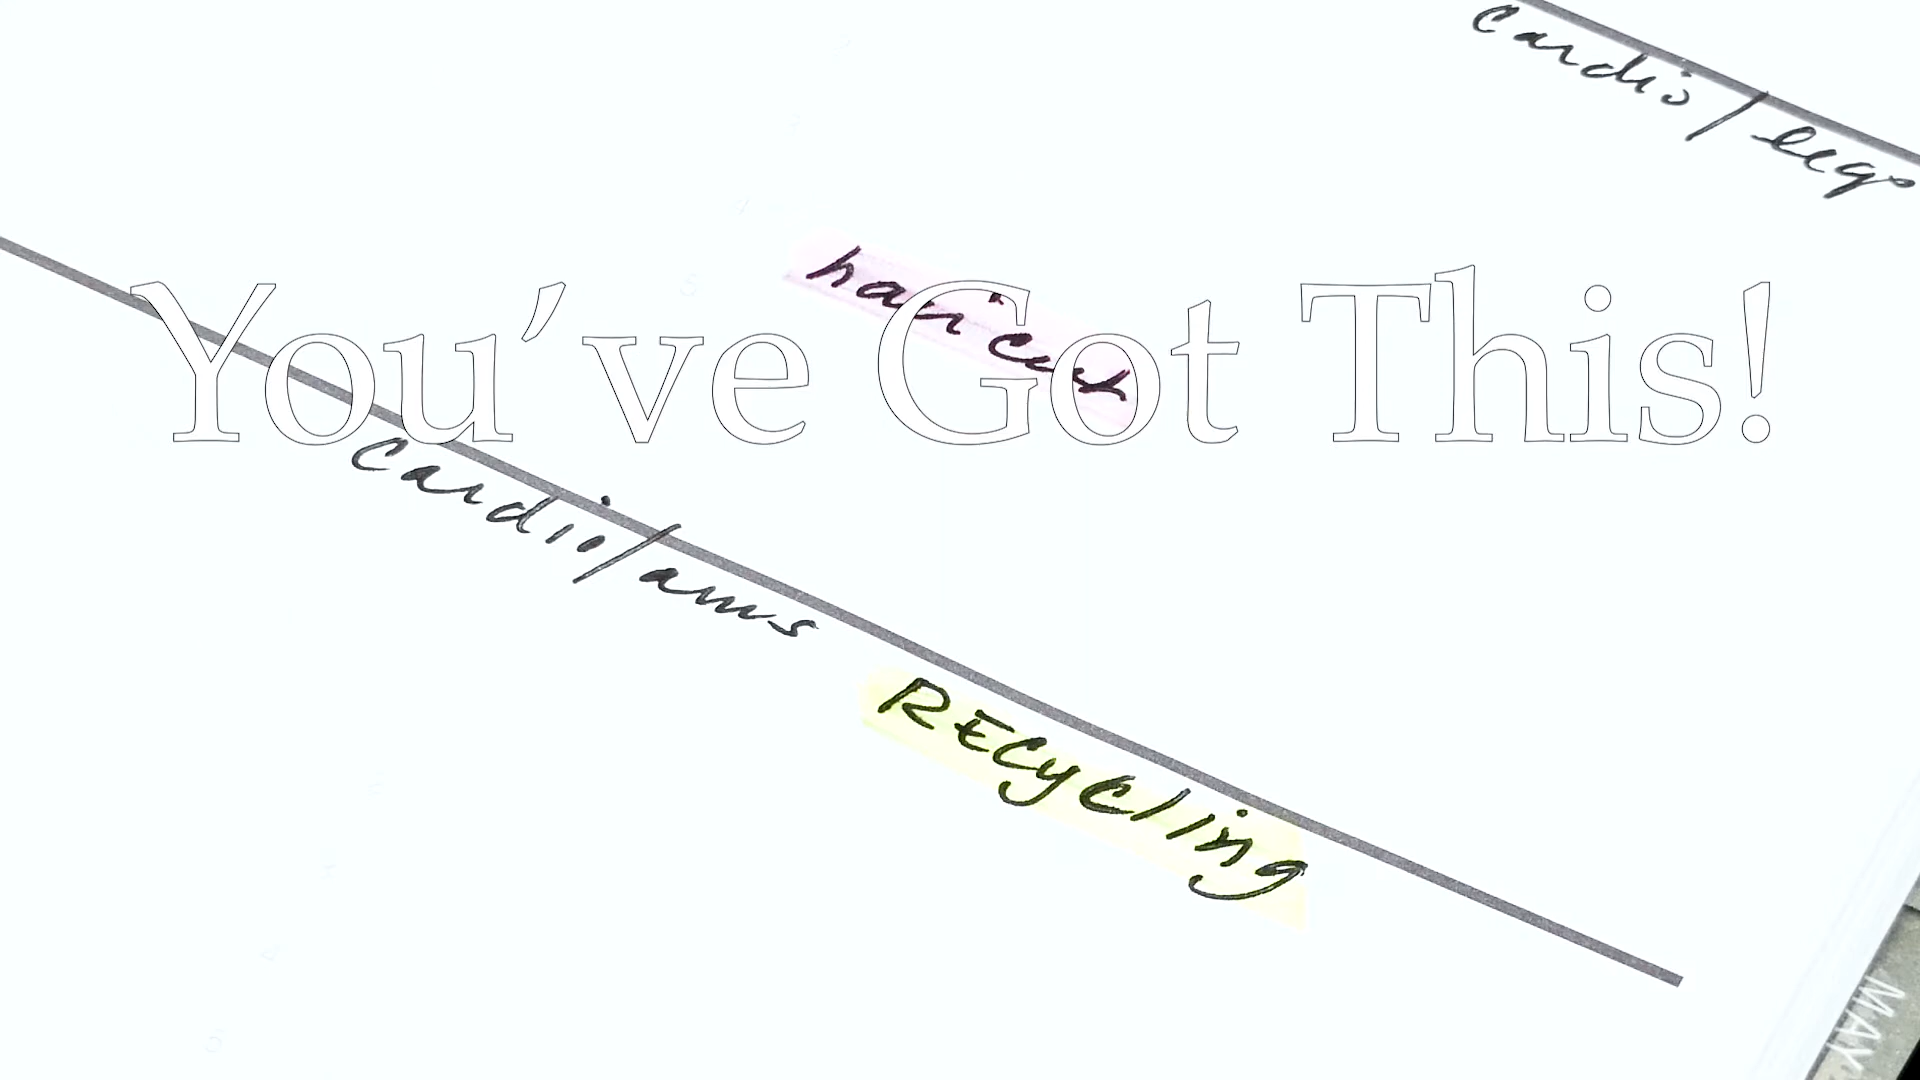 cardio/legs
haircut
You've Got This!
cardio/arms
RECycling
MAY